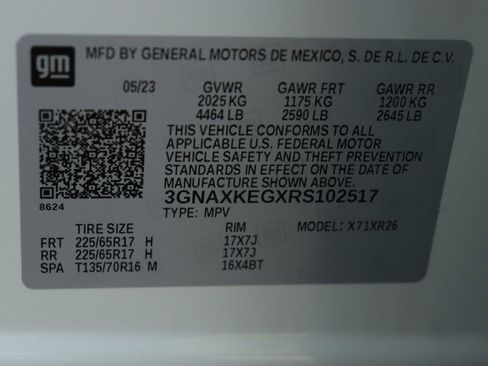 gm MFD BY GENERAL MOTORS DE MEXICO, S. DE R.L. DE C.V.
05/23 GVWR GAWR FRT GAWR RR
2025 KG 1175 KG 1200 KG
4464 LB 2590 LB 2645 LB
THIS VEHICLE CONFORMS TO ALL
APPLICABLE U.S. FEDERAL MOTOR
VEHICLE SAFETY AND THEFT PREVENTION
STANDARDS IN EFFECT ON THE DATE OF
MANUFACTURE SHOWN ABOVE.
8624 3GNAXKEGXRS102517
TYPE: MPV MODEL: X71XR26
TIRE SIZE RIM
FRT 225/65R17 H 17X7J
RR 225/65R17 H 17X7J
SPA T135/70R16 M 16X4BT